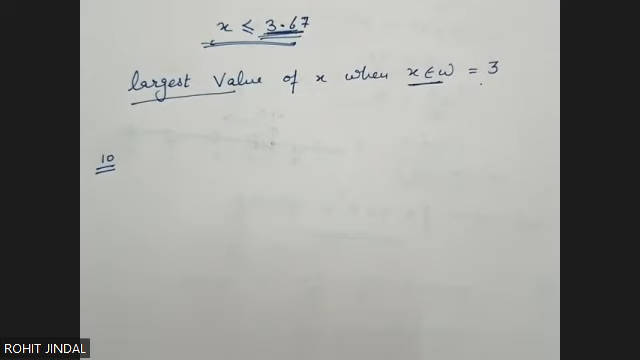 x ≤ 3.67
largest Value of x when x ∈ W = 3
10
ROHIT JINDAL